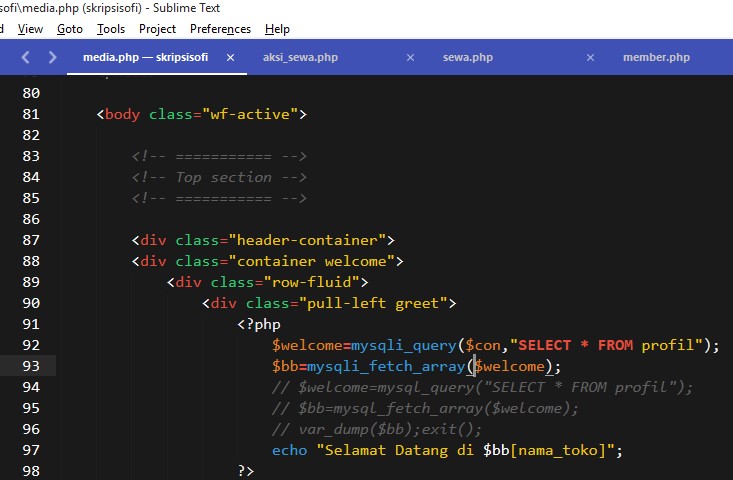 sofi\media.php (skripsisofi) - Sublime Text
d View Goto Tools Project Preferences Help
media.php — skripsisofi × aksi_sewa.php × sewa.php × member.php
80
81 <body class="wf-active">
82
83 <!-- =========== -->
84 <!-- Top section -->
85 <!-- =========== -->
86
87 <div class="header-container">
88 <div class="container welcome">
89 <div class="row-fluid">
90 <div class="pull-left greet">
91 <?php
92 $welcome=mysqli_query($con,"SELECT * FROM profil");
93 $bb=mysqli_fetch_array($welcome);
94 // $welcome=mysql_query("SELECT * FROM profil");
95 // $bb=mysql_fetch_array($welcome);
96 // var_dump($bb);exit();
97 echo "Selamat Datang di $bb[nama_toko]";
98 ?>